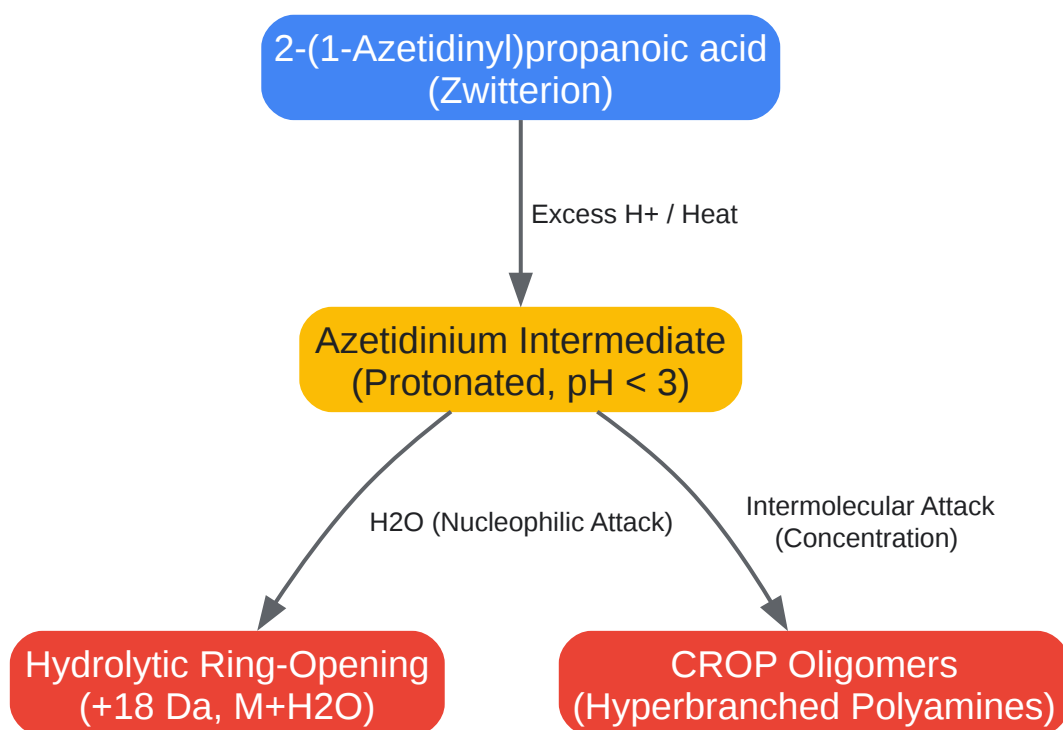 2-(1-Azetidinyl)propanoic acid
(Zwitterion)
Excess H+ / Heat
Azetidinium Intermediate
(Protonated, pH < 3)
H2O (Nucleophilic Attack)
Intermolecular Attack
(Concentration)
Hydrolytic Ring-Opening
(+18 Da, M+H2O)
CROP Oligomers
(Hyperbranched Polyamines)